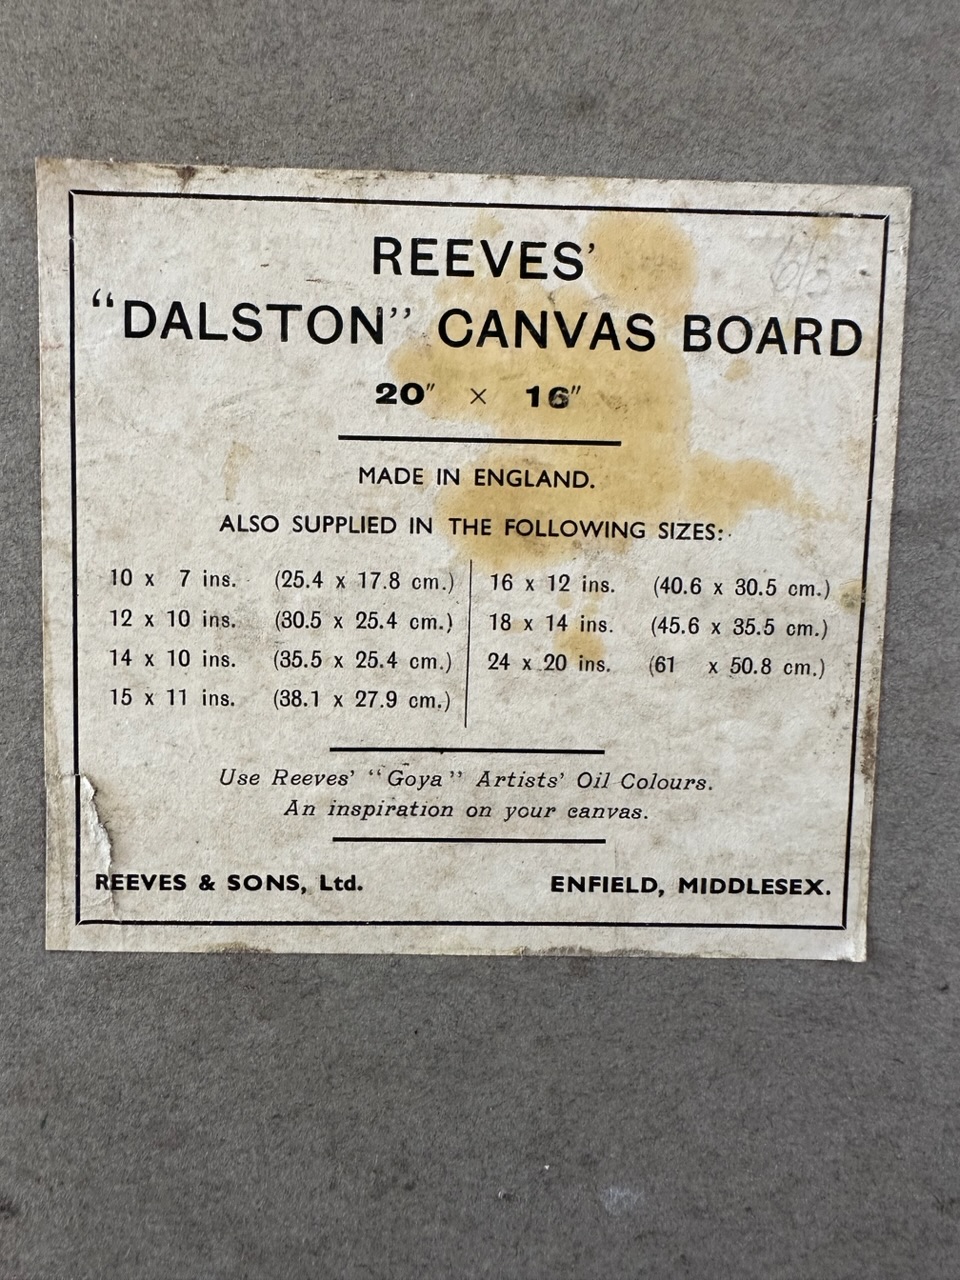 REEVES'
"DALSTON" CANVAS BOARD
20" × 16"
MADE IN ENGLAND.
ALSO SUPPLIED IN THE FOLLOWING SIZES:-
10 x 7 ins. (25.4 x 17.8 cm.)
12 x 10 ins. (30.5 x 25.4 cm.)
14 x 10 ins. (35.5 x 25.4 cm.)
15 x 11 ins. (38.1 x 27.9 cm.)
16 x 12 ins. (40.6 x 30.5 cm.)
18 x 14 ins. (45.6 x 35.5 cm.)
24 x 20 ins. (61 x 50.8 cm.)
Use Reeves' "Goya" Artists' Oil Colours.
An inspiration on your canvas.
REEVES & SONS, Ltd. ENFIELD, MIDDLESEX.